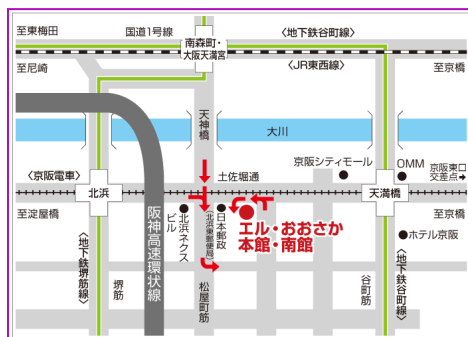 至東梅田
国道1号線
南森町・
大阪天満宮
〈地下鉄谷町線〉
至尼崎
〈JR東西線〉
至京橋
天神橋
大川
京阪シティモール
OMM
京阪東口
交差点➡
〈京阪電車〉
北浜
土佐堀通
天満橋
至淀屋橋
至京橋
阪神高速環状線
北浜ネクス
ビル
日本郵政
(北浜東郵便局)
エル・おおさか
本館・南館
ホテル京阪
〈地下鉄堺筋線〉
堺筋
松屋町筋
谷町筋
〈地下鉄谷町線〉